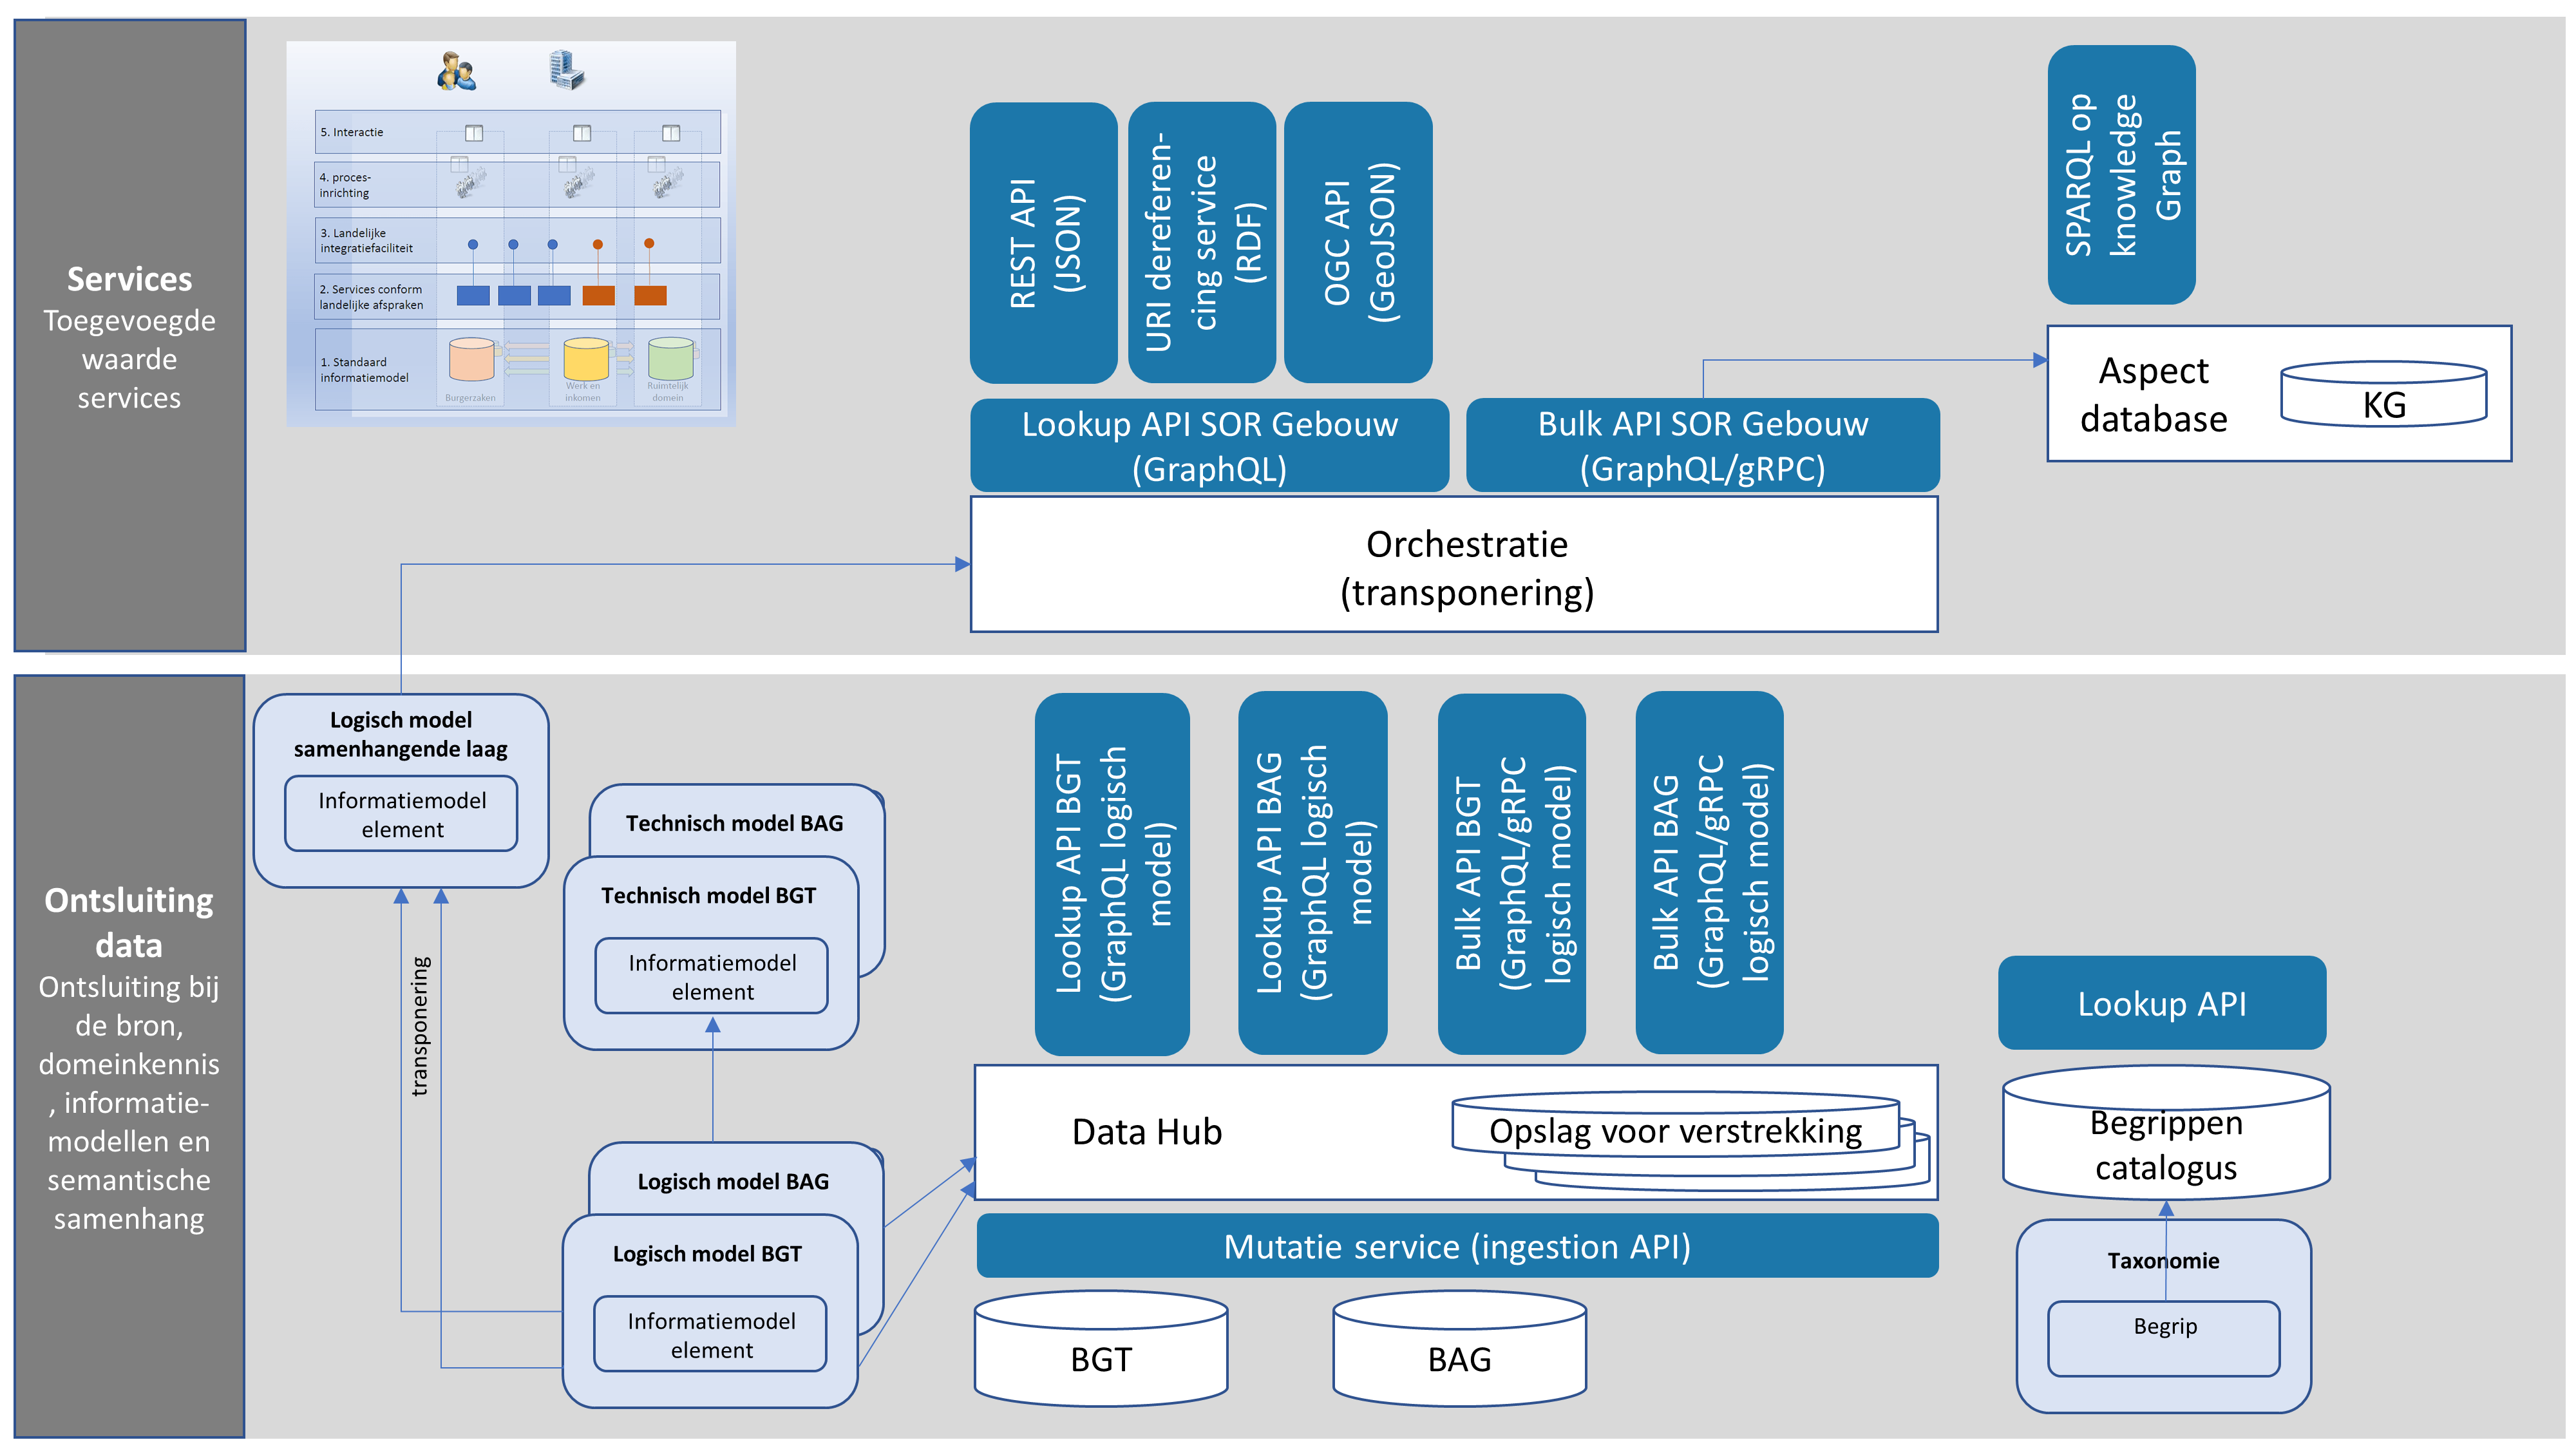 Services
Toegevoegde
waarde
services
5. Interactie
4. proces-
inrichting
3. Landelijke
integratiefaciliteit
2. Services conform
landelijke afspraken
1. Standaard
informatiemodel
Burgerzaken
Werk en
inkomen
Ruimtelijk
domein
REST API
(JSON)
URI dereferen-
cing service
(RDF)
OGC API
(GeoJSON)
SPARQL op
knowledge
Graph
Lookup API SOR Gebouw
(GraphQL)
Bulk API SOR Gebouw
(GraphQL/gRPC)
Aspect
database
KG
Orchestratie
(transponering)
Ontsluiting
data
Ontsluiting bij
de bron,
domeinkennis
, informatie-
modellen en
semantische
samenhang
Logisch model
samenhangende laag
Informatiemodel
element
transponering
Technisch model BAG
Technisch model BGT
Informatiemodel
element
Logisch model BAG
Logisch model BGT
Informatiemodel
element
Lookup API BGT
(GraphQL logisch
model)
Lookup API BAG
(GraphQL logisch
model)
Bulk API BGT
(GraphQL/gRPC
logisch model)
Bulk API BAG
(GraphQL/gRPC
logisch model)
Data Hub
Opslag voor verstrekking
Mutatie service (ingestion API)
BGT
BAG
Lookup API
Begrippen
catalogus
Taxonomie
Begrip